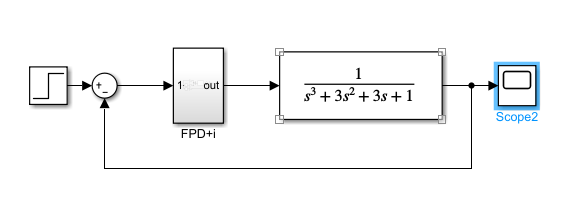 +
−
1
out
1
s³ + 3s² + 3s + 1
FPD+i
Scope2